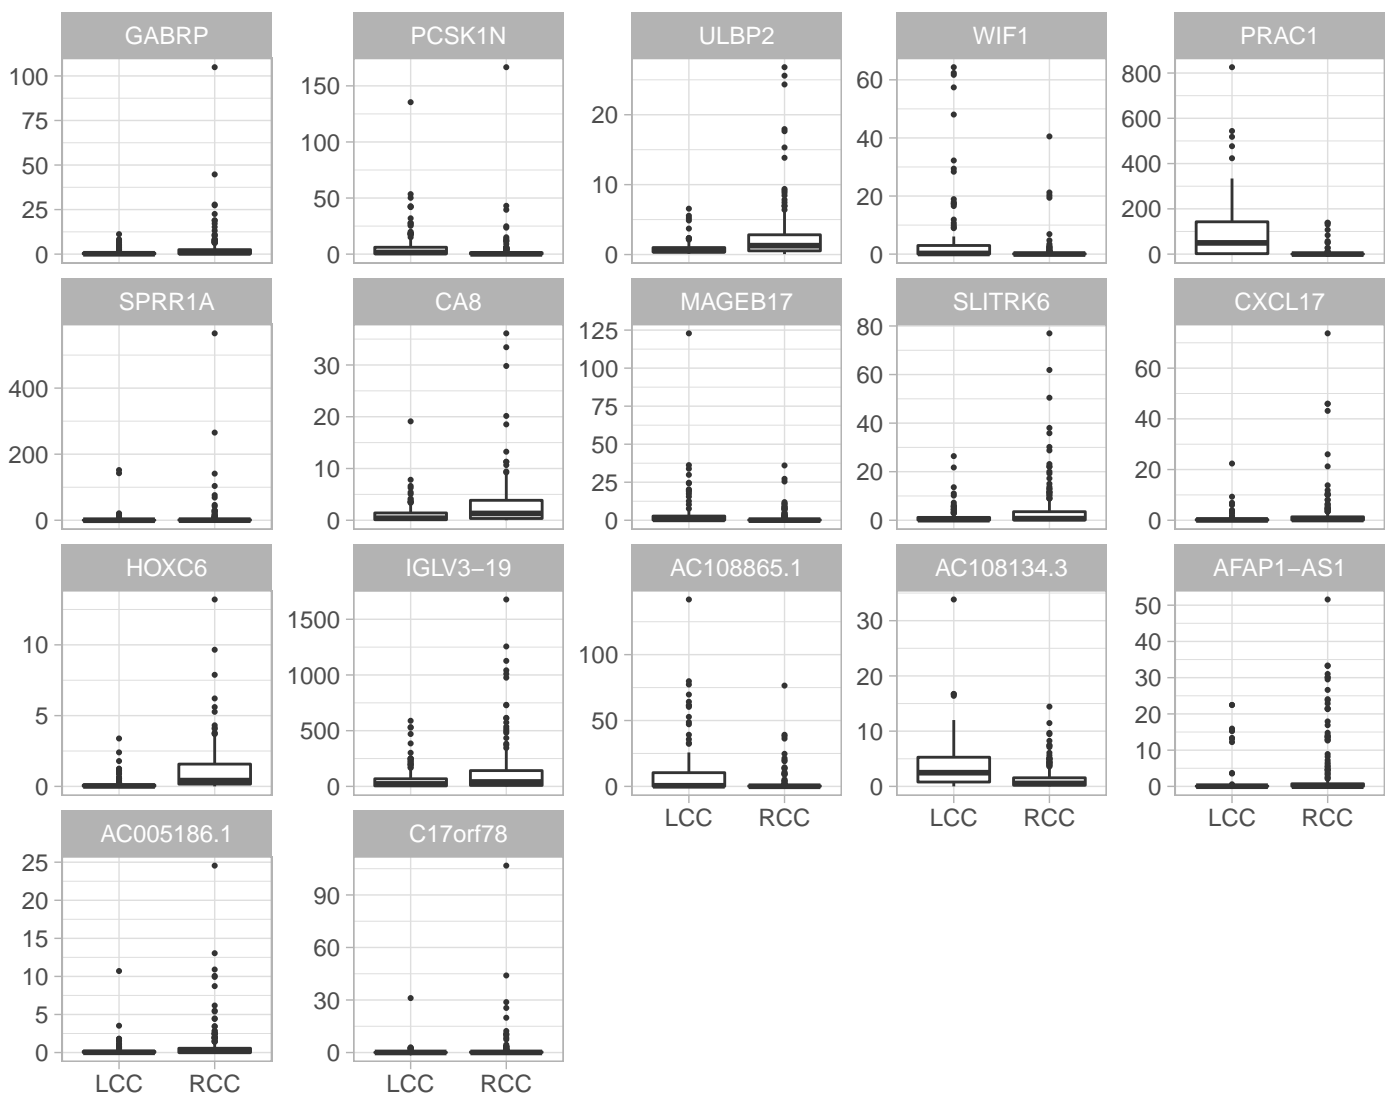 GABRP PCSK1N ULBP2 WIF1 PRAC1
100 75 50 25 0
150 100 50 0
20 10 0
60 40 20 0
800 600 400 200 0
SPRR1A CA8 MAGEB17 SLITRK6 CXCL17
400 200 0
30 20 10 0
125 100 75 50 25 0
80 60 40 20 0
60 40 20 0
HOXC6 IGLV3−19 AC108865.1 AC108134.3 AFAP1−AS1
10 5 0
1500 1000 500 0
100 50 0
30 20 10 0
50 40 30 20 10 0
LCC RCC LCC RCC LCC RCC
AC005186.1 C17orf78
25 20 15 10 5 0
90 60 30 0
LCC RCC LCC RCC